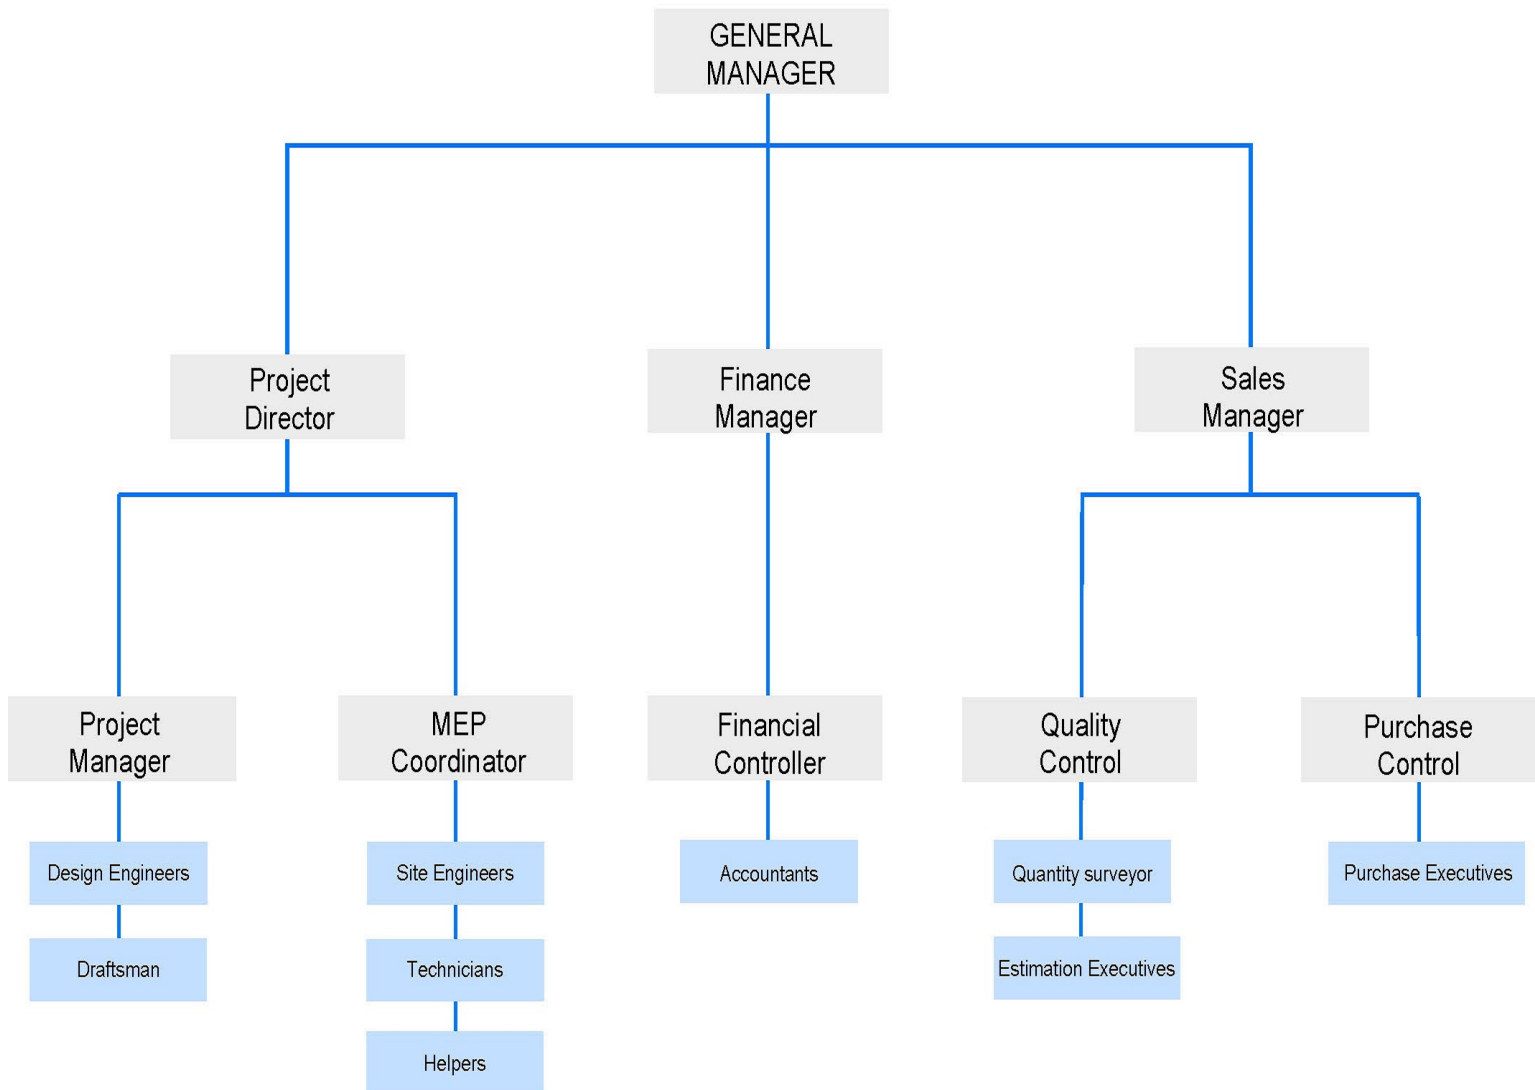 GENERAL
MANAGER
Project
Director
Finance
Manager
Sales
Manager
Project
Manager
MEP
Coordinator
Financial
Controller
Quality
Control
Purchase
Control
Design Engineers
Site Engineers
Accountants
Quantity surveyor
Purchase Executives
Draftsman
Technicians
Estimation Executives
Helpers